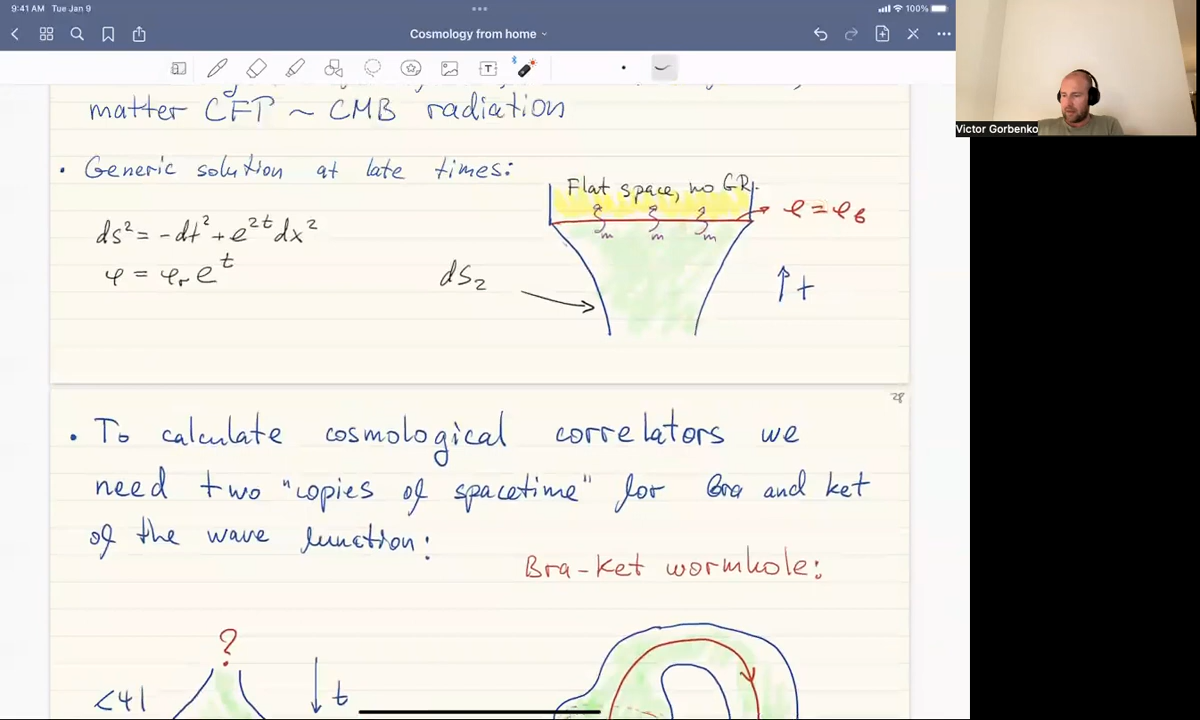 9:41 AM Tue Jan 9
100%
Cosmology from home
Victor Gorbenko
matter CFT ~ CMB radiation
• Generic solution at late times:
Flat space, no GR.
φ = φ_B
m m m
ds² = -dt² + e^{2t} dx²
φ = φ_r e^t
dS₂
↑ t
28
• To calculate cosmological correlators we
need two "copies of spacetime" for Bra and ket
of the wave function:
Bra-ket wormhole:
?
<Ψ|
↓ t